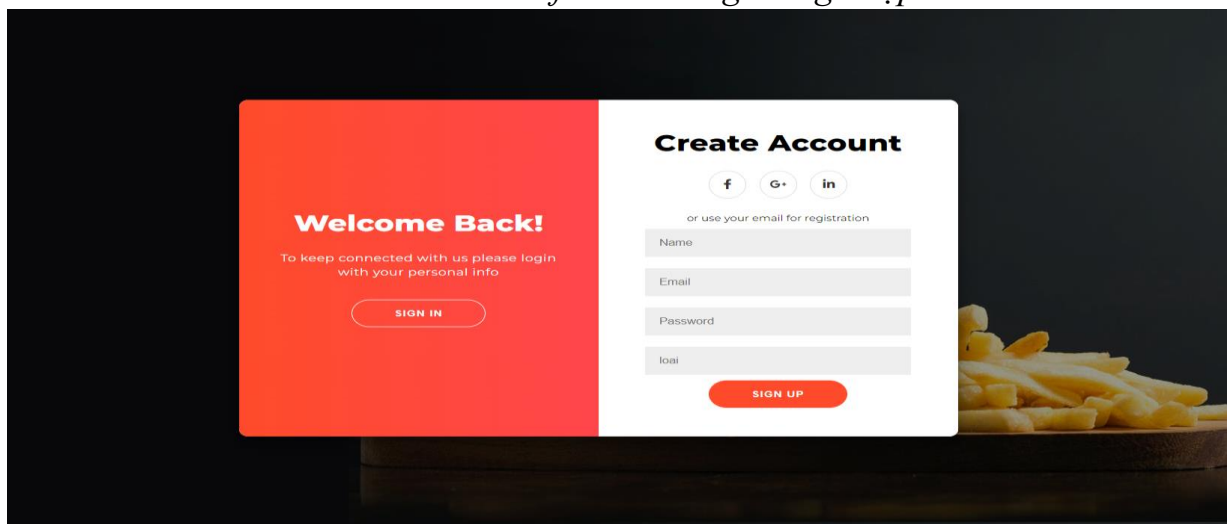 Create Account
f G+ in
or use your email for registration
Welcome Back!
To keep connected with us please login
with your personal info
SIGN IN
Name
Email
Password
loai
SIGN UP